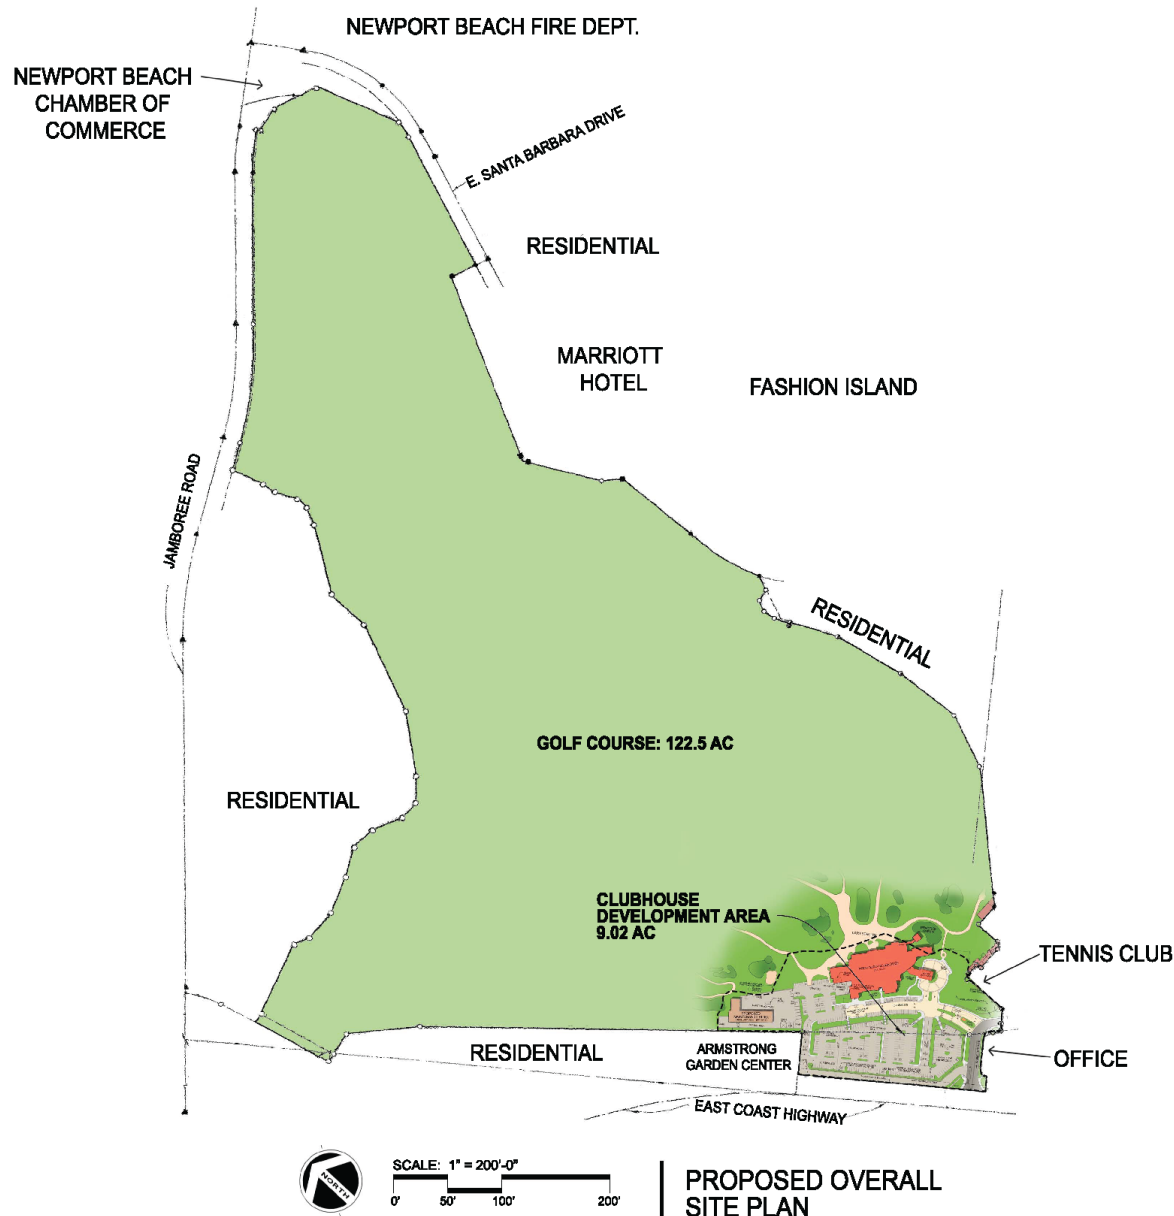 NEWPORT BEACH FIRE DEPT.
NEWPORT BEACH
CHAMBER OF
COMMERCE
E. SANTA BARBARA DRIVE
RESIDENTIAL
MARRIOTT
HOTEL
FASHION ISLAND
JAMBOREE ROAD
RESIDENTIAL
GOLF COURSE: 122.5 AC
RESIDENTIAL
CLUBHOUSE
DEVELOPMENT AREA
9.02 AC
TENNIS CLUB
RESIDENTIAL
ARMSTRONG
GARDEN CENTER
OFFICE
EAST COAST HIGHWAY
NORTH
SCALE: 1" = 200'-0"
0' 50' 100' 200'
PROPOSED OVERALL
SITE PLAN